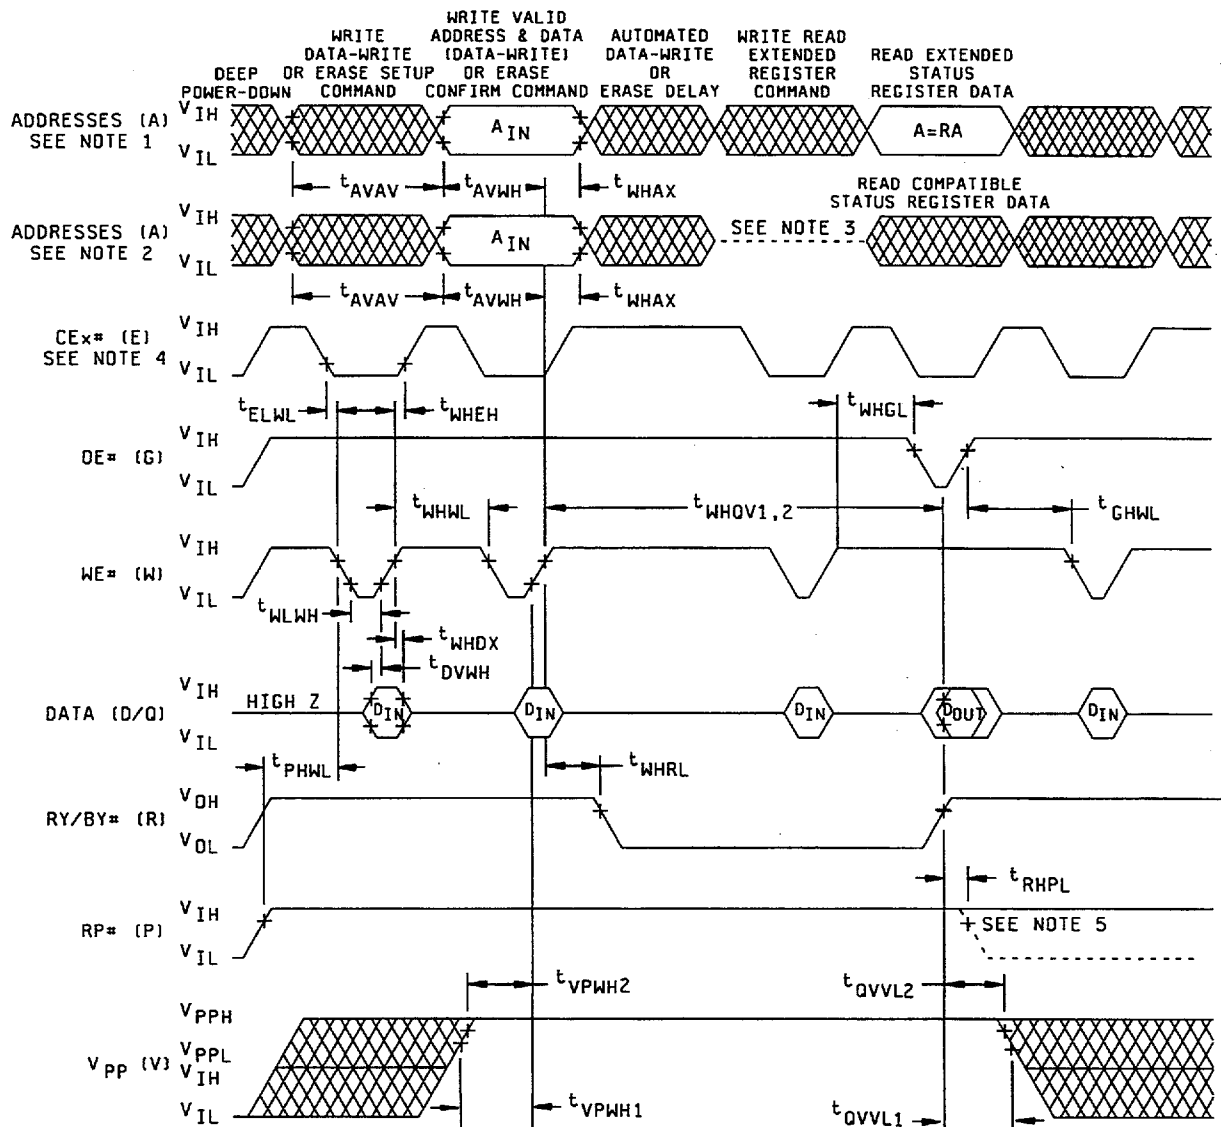 DEEP
POWER-DOWN
WRITE
DATA-WRITE
OR ERASE SETUP
COMMAND
WRITE VALID
ADDRESS & DATA
(DATA-WRITE)
OR ERASE
CONFIRM COMMAND
AUTOMATED
DATA-WRITE
OR
ERASE DELAY
WRITE READ
EXTENDED
REGISTER
COMMAND
READ EXTENDED
STATUS
REGISTER DATA
ADDRESSES (A)
SEE NOTE 1
VIH
VIL
AIN
A=RA
tAVAV
tAVWH
tWHAX
READ COMPATIBLE
STATUS REGISTER DATA
ADDRESSES (A)
SEE NOTE 2
VIH
VIL
AIN
SEE NOTE 3
tAVAV
tAVWH
tWHAX
CEx# (E)
SEE NOTE 4
VIH
VIL
tELWL
tWHEH
tWHGL
OE# (G)
VIH
VIL
tWHWL
tWHQV1,2
tGHWL
WE# (W)
VIH
VIL
tWLWH
tWHDX
tDVWH
DATA (D/Q)
VIH
VIL
HIGH Z
DIN
DIN
DIN
DOUT
DIN
tPHWL
tWHRL
RY/BY# (R)
VOH
VOL
tRHPL
RP# (P)
VIH
VIL
SEE NOTE 5
tVPWH2
tQVVL2
VPP (V)
VPPH
VPPL
VIH
VIL
tVPWH1
tQVVL1